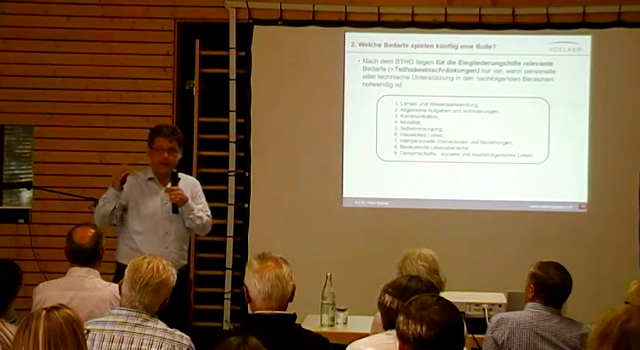 2. Welche Bedarfe spielen künftig eine Rolle?
VOELKER
• Nach dem BTHG liegen für die Eingliederungshilfe relevante
Bedarfe (=Teilhabeeinschränkungen) nur vor, wenn personelle
oder technische Unterstützung in den nachfolgenden Bereichen
notwendig ist:
1. Lernen und Wissensanwendung,
2. Allgemeine Aufgaben und Anforderungen,
3. Kommunikation,
4. Mobilität,
5. Selbstversorgung,
6. Häusliches Leben,
7. Interpersonelle Interaktionen und Beziehungen,
8. Bedeutende Lebensbereiche,
9. Gemeinschafts-, soziales und staatsbürgerliches Leben.